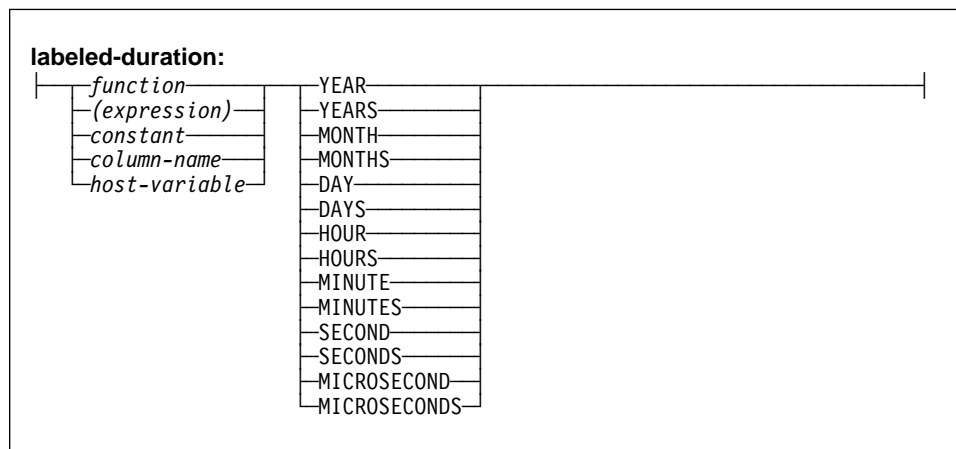 labeled-duration:
function YEAR
(expression) YEARS
constant MONTH
column-name MONTHS
host-variable DAY
DAYS
HOUR
HOURS
MINUTE
MINUTES
SECOND
SECONDS
MICROSECOND
MICROSECONDS